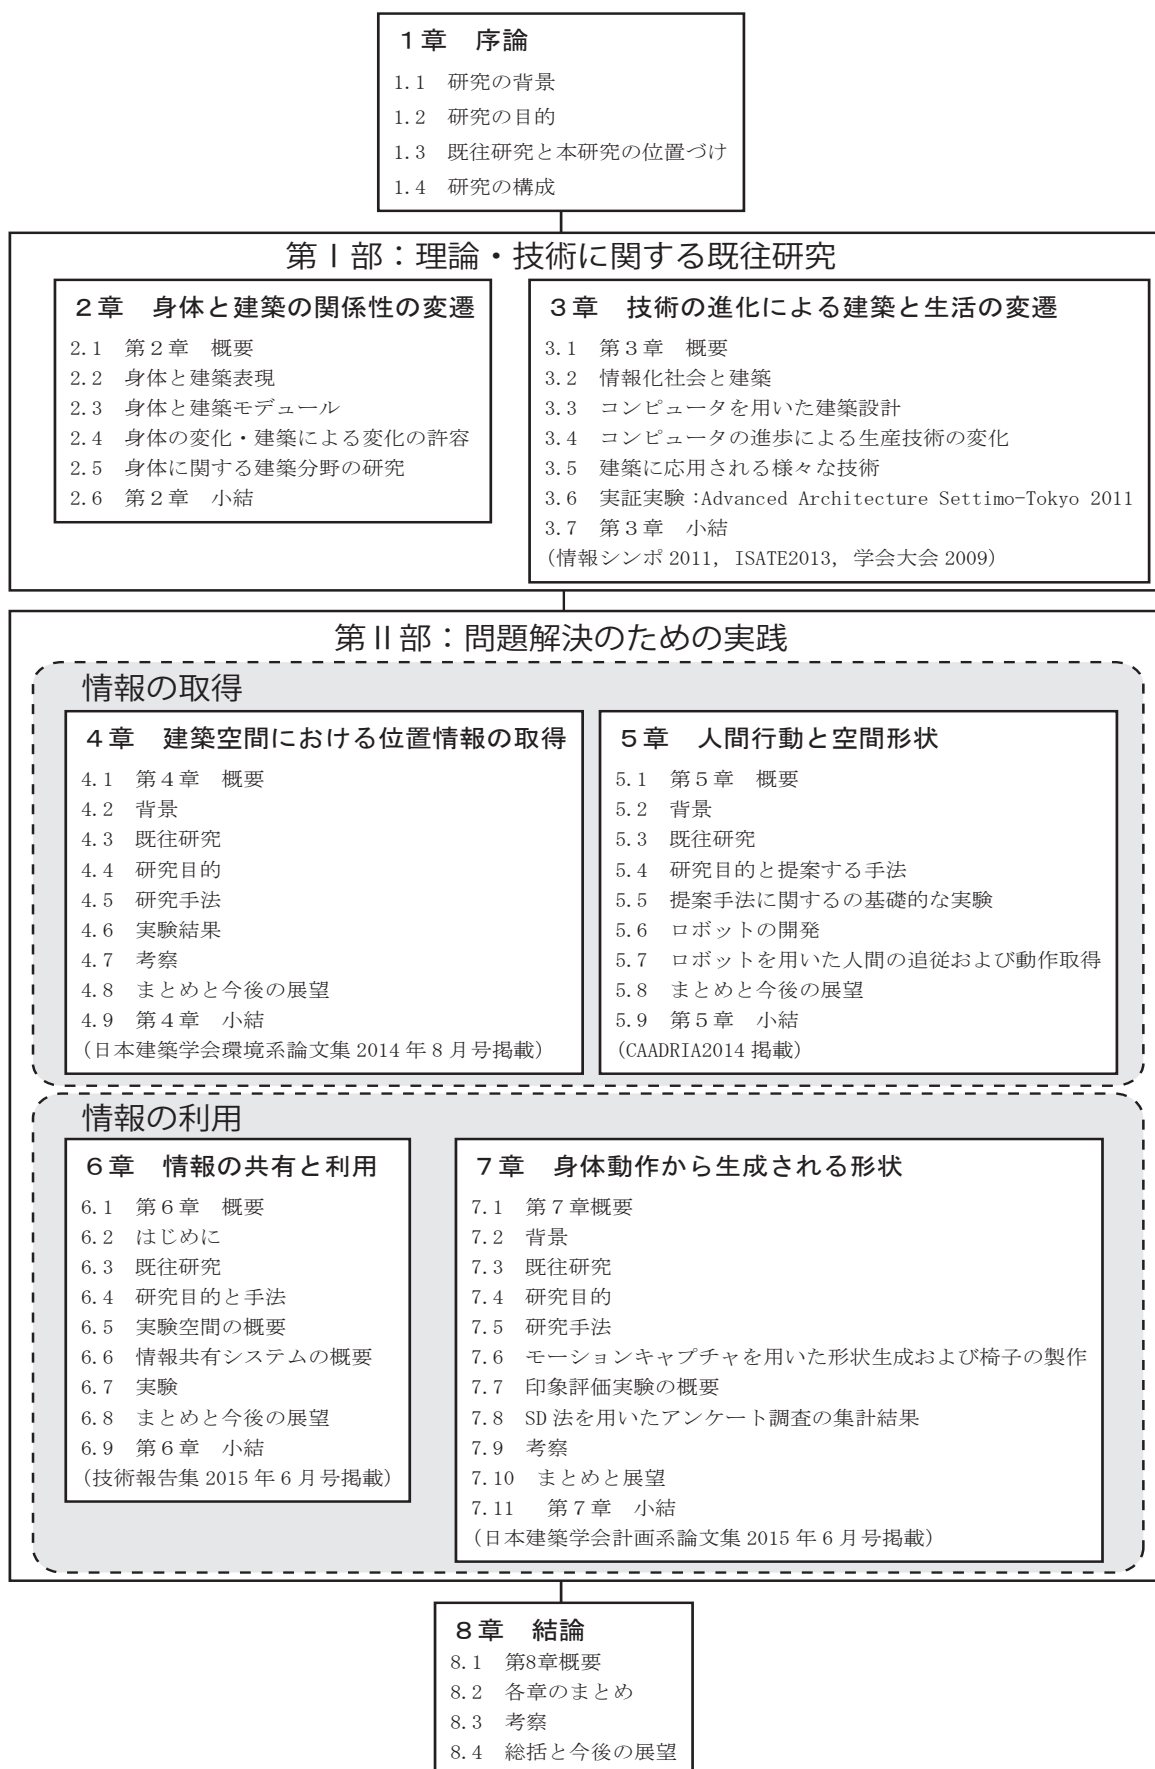 １章　序論
1.1　研究の背景
1.2　研究の目的
1.3　既往研究と本研究の位置づけ
1.4　研究の構成
第Ⅰ部：理論・技術に関する既往研究
２章　身体と建築の関係性の変遷
2.1　第２章　概要
2.2　身体と建築表現
2.3　身体と建築モデュール
2.4　身体の変化・建築による変化の許容
2.5　身体に関する建築分野の研究
2.6　第２章　小結
３章　技術の進化による建築と生活の変遷
3.1　第３章　概要
3.2　情報化社会と建築
3.3　コンピュータを用いた建築設計
3.4　コンピュータの進歩による生産技術の変化
3.5　建築に応用される様々な技術
3.6　実証実験：Advanced Architecture Settimo-Tokyo 2011
3.7　第３章　小結
（情報シンポ 2011, ISATE2013, 学会大会 2009）
第Ⅱ部：問題解決のための実践
情報の取得
４章　建築空間における位置情報の取得
4.1　第４章　概要
4.2　背景
4.3　既往研究
4.4　研究目的
4.5　研究手法
4.6　実験結果
4.7　考察
4.8　まとめと今後の展望
4.9　第４章　小結
（日本建築学会環境系論文集 2014 年 8 月号掲載）
５章　人間行動と空間形状
5.1　第５章　概要
5.2　背景
5.3　既往研究
5.4　研究目的と提案する手法
5.5　提案手法に関するの基礎的な実験
5.6　ロボットの開発
5.7　ロボットを用いた人間の追従および動作取得
5.8　まとめと今後の展望
5.9　第５章　小結
（CAADRIA2014 掲載）
情報の利用
６章　情報の共有と利用
6.1　第６章　概要
6.2　はじめに
6.3　既往研究
6.4　研究目的と手法
6.5　実験空間の概要
6.6　情報共有システムの概要
6.7　実験
6.8　まとめと今後の展望
6.9　第６章　小結
（技術報告集 2015 年 6 月号掲載）
７章　身体動作から生成される形状
7.1　第７章概要
7.2　背景
7.3　既往研究
7.4　研究目的
7.5　研究手法
7.6　モーションキャプチャを用いた形状生成および椅子の製作
7.7　印象評価実験の概要
7.8　SD 法を用いたアンケート調査の集計結果
7.9　考察
7.10　まとめと展望
7.11　第７章　小結
（日本建築学会計画系論文集 2015 年 6 月号掲載）
８章　結論
8.1　第8章概要
8.2　各章のまとめ
8.3　考察
8.4　総括と今後の展望